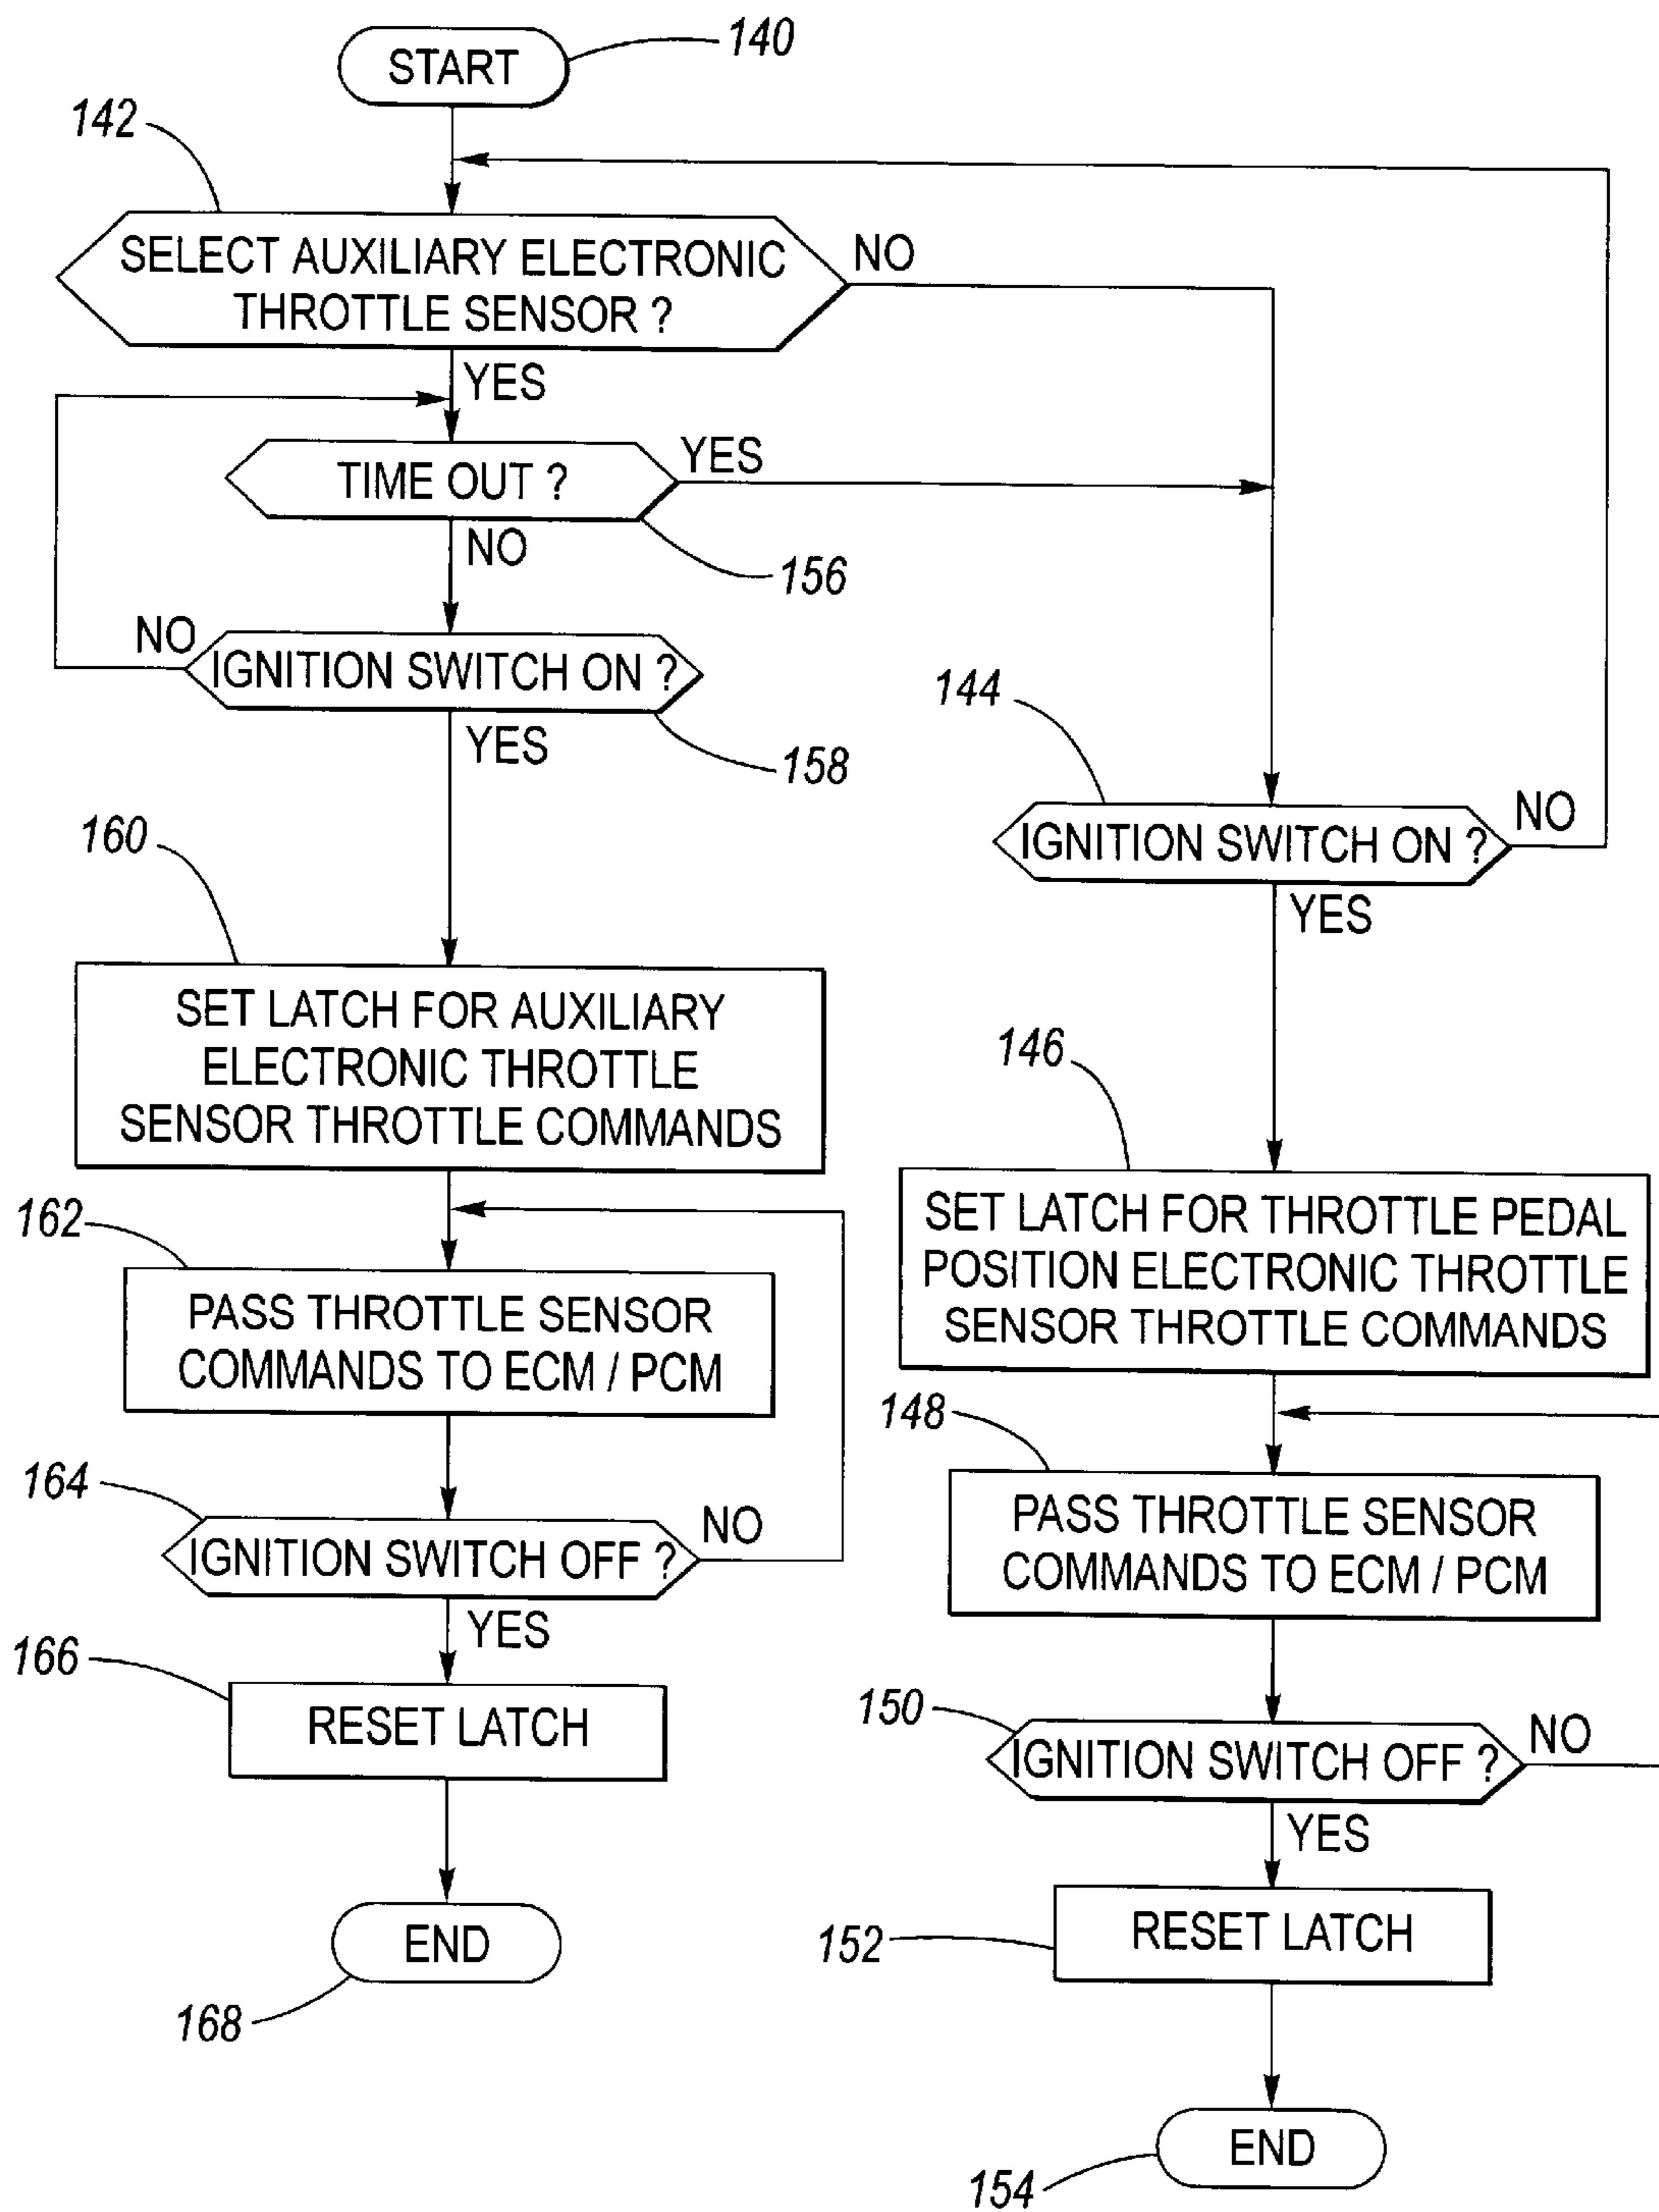 START
140
142
SELECT AUXILIARY ELECTRONIC
THROTTLE SENSOR ?
NO
YES
TIME OUT ?
YES
NO
156
NO
IGNITION SWITCH ON ?
YES
158
144
IGNITION SWITCH ON ?
NO
YES
160
SET LATCH FOR AUXILIARY
ELECTRONIC THROTTLE
SENSOR THROTTLE COMMANDS
146
SET LATCH FOR THROTTLE PEDAL
POSITION ELECTRONIC THROTTLE
SENSOR THROTTLE COMMANDS
162
PASS THROTTLE SENSOR
COMMANDS TO ECM / PCM
148
PASS THROTTLE SENSOR
COMMANDS TO ECM / PCM
164
IGNITION SWITCH OFF ?
NO
YES
166
RESET LATCH
150
IGNITION SWITCH OFF ?
NO
YES
152
RESET LATCH
END
168
END
154